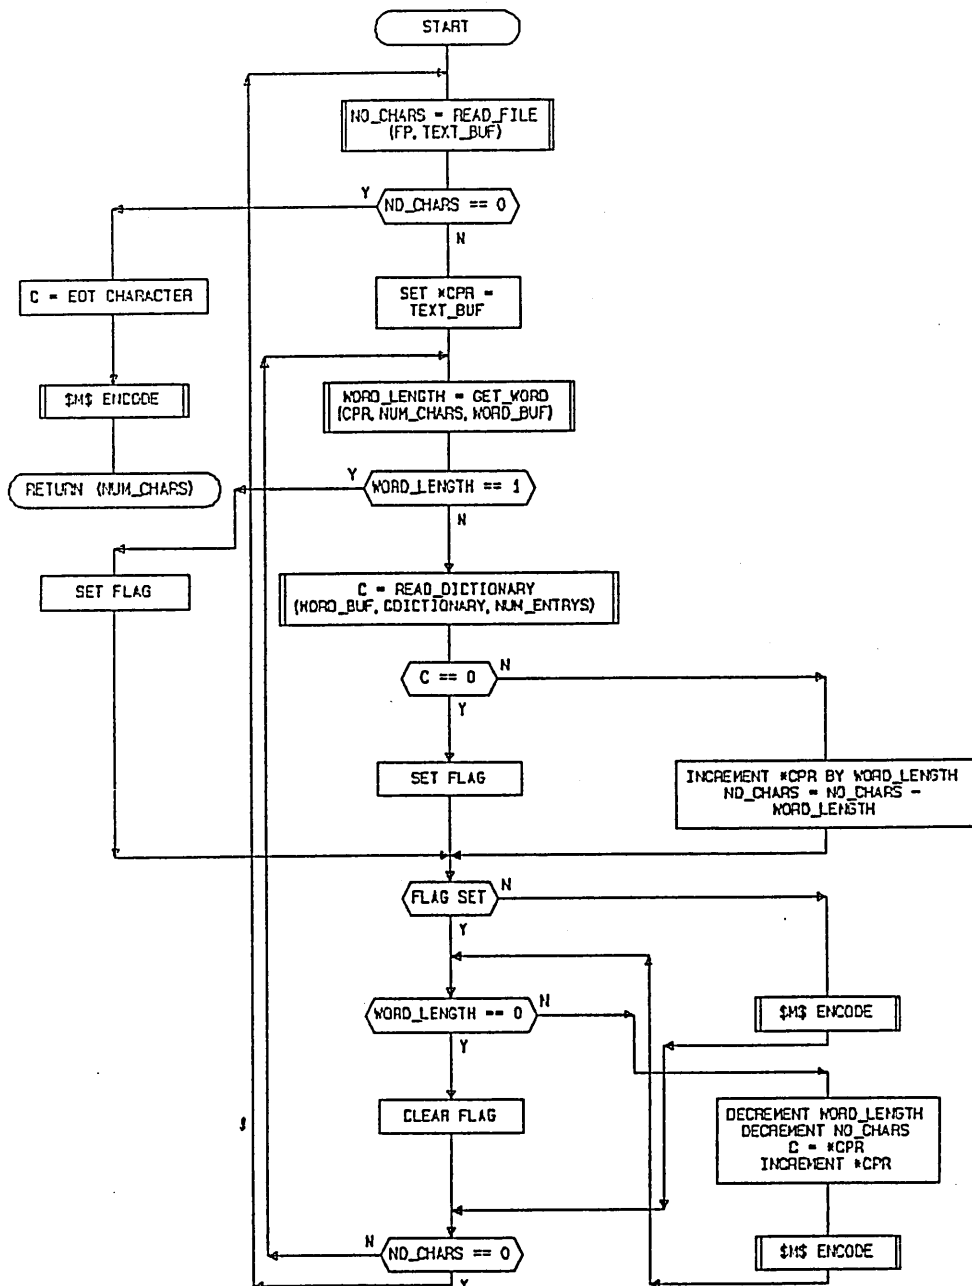 START
NO_CHARS = READ_FILE
(FP, TEXT_BUF)
Y
NO_CHARS == 0
N
C = EOT CHARACTER
SET *CPR =
TEXT_BUF
$M$ ENCODE
WORD_LENGTH = GET_WORD
(CPR, NUM_CHARS, WORD_BUF)
RETURN (NUM_CHARS)
Y
WORD_LENGTH == 1
N
SET FLAG
C = READ_DICTIONARY
(WORD_BUF, CDICTIONARY, NUM_ENTRYS)
C == 0
N
Y
SET FLAG
INCREMENT *CPR BY WORD_LENGTH
NO_CHARS = NO_CHARS -
WORD_LENGTH
FLAG SET
N
Y
WORD_LENGTH == 0
N
Y
$M$ ENCODE
CLEAR FLAG
DECREMENT WORD_LENGTH
DECREMENT NO_CHARS
C = *CPR
INCREMENT *CPR
N
NO_CHARS == 0
Y
$M$ ENCODE